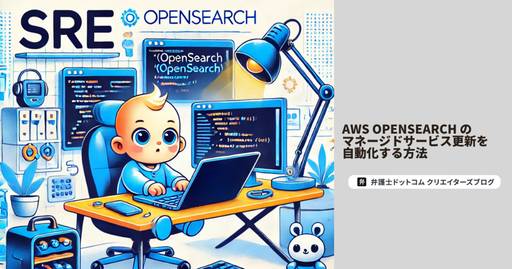 SRE
OPENSEARCH
(OpenSearch
(OpenSearch)
AWS OPENSEARCH の
マネージドサービス更新を
自動化する方法
弁護士ドットコム クリエイターズブログ